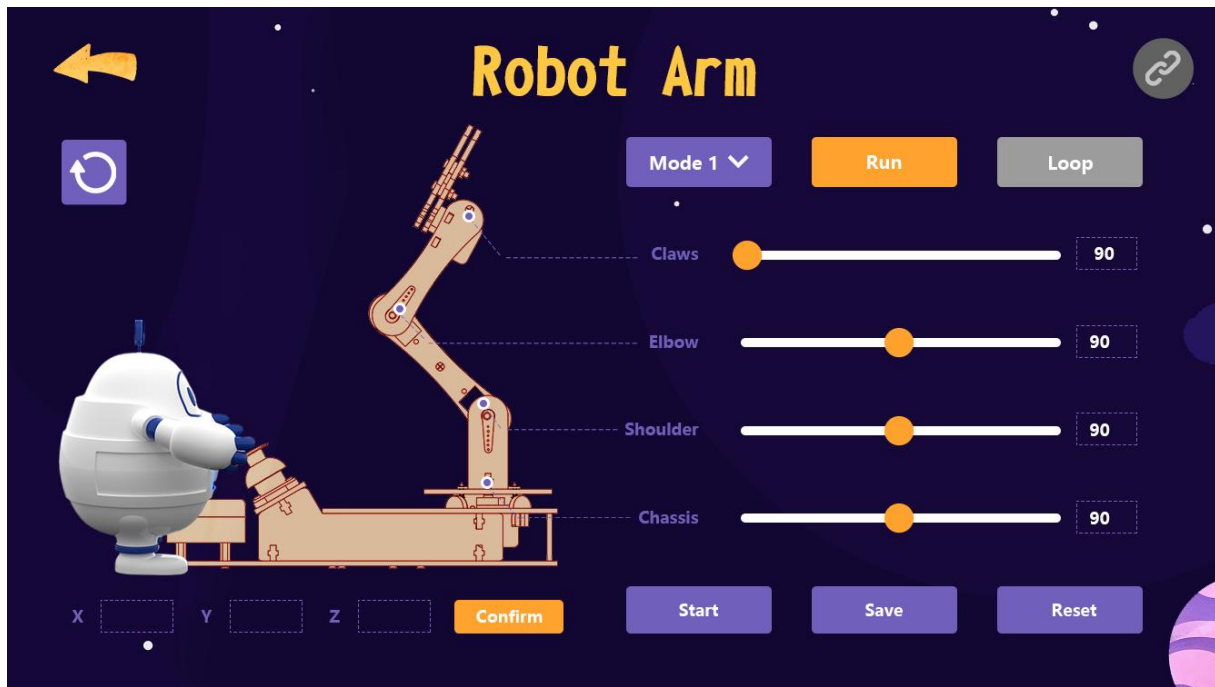 Robot Arm
Mode 1 Run Loop
Claws 90
Elbow 90
Shoulder 90
Chassis 90
X Y Z Confirm
Start Save Reset